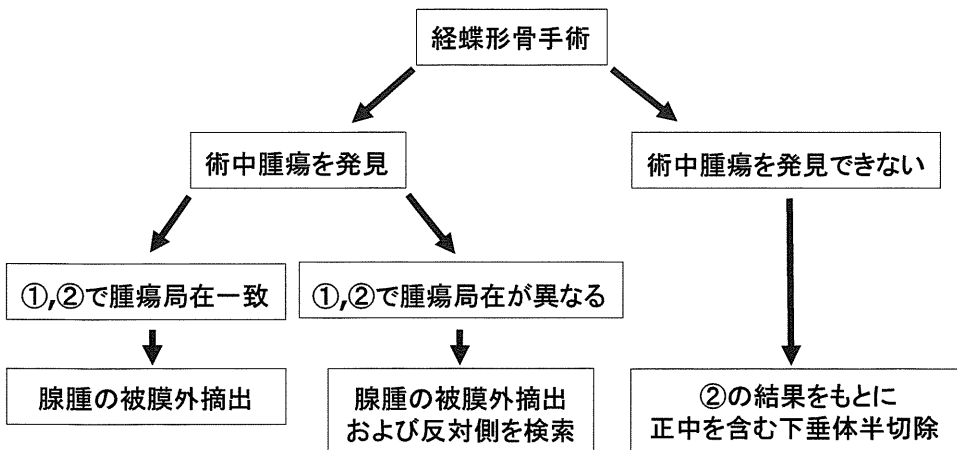 経蝶形骨手術
術中腫瘍を発見
術中腫瘍を発見できない
①,②で腫瘍局在一致
①,②で腫瘍局在が異なる
腺腫の被膜外摘出
腺腫の被膜外摘出
および反対側を検索
②の結果をもとに
正中を含む下垂体半切除